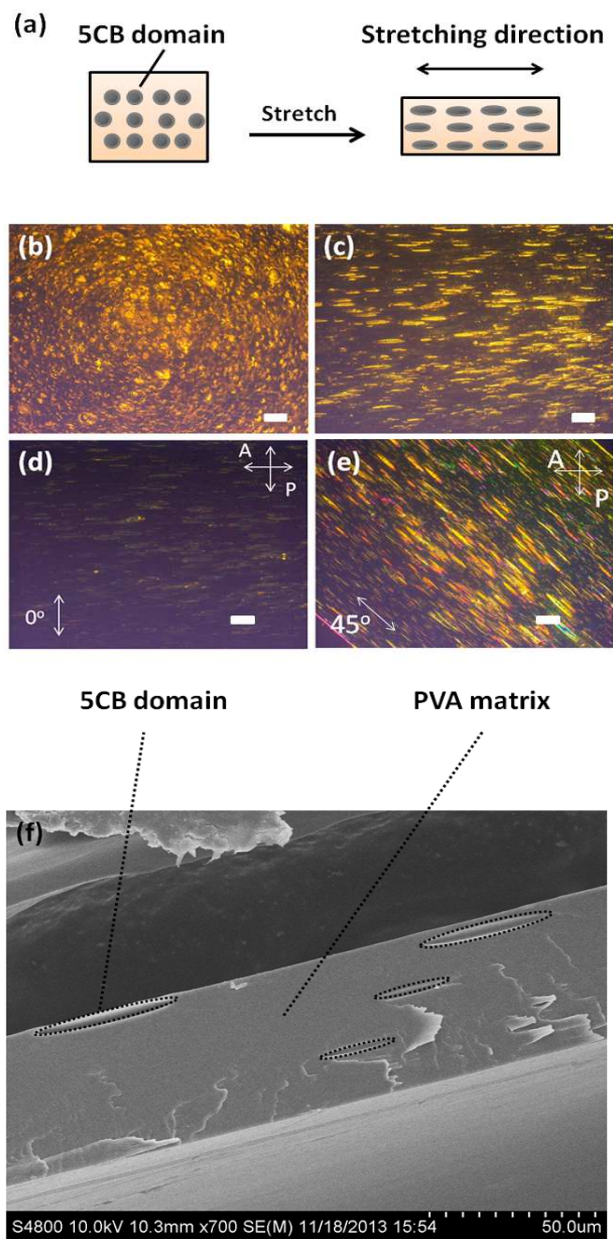 (a)
5CB domain
Stretching direction
Stretch
(b)
(c)
(d)
A
P
0°
(e)
A
P
45°
5CB domain
PVA matrix
(f)
S4800 10.0kV 10.3mm x700 SE(M) 11/18/2013 15:54
50.0um